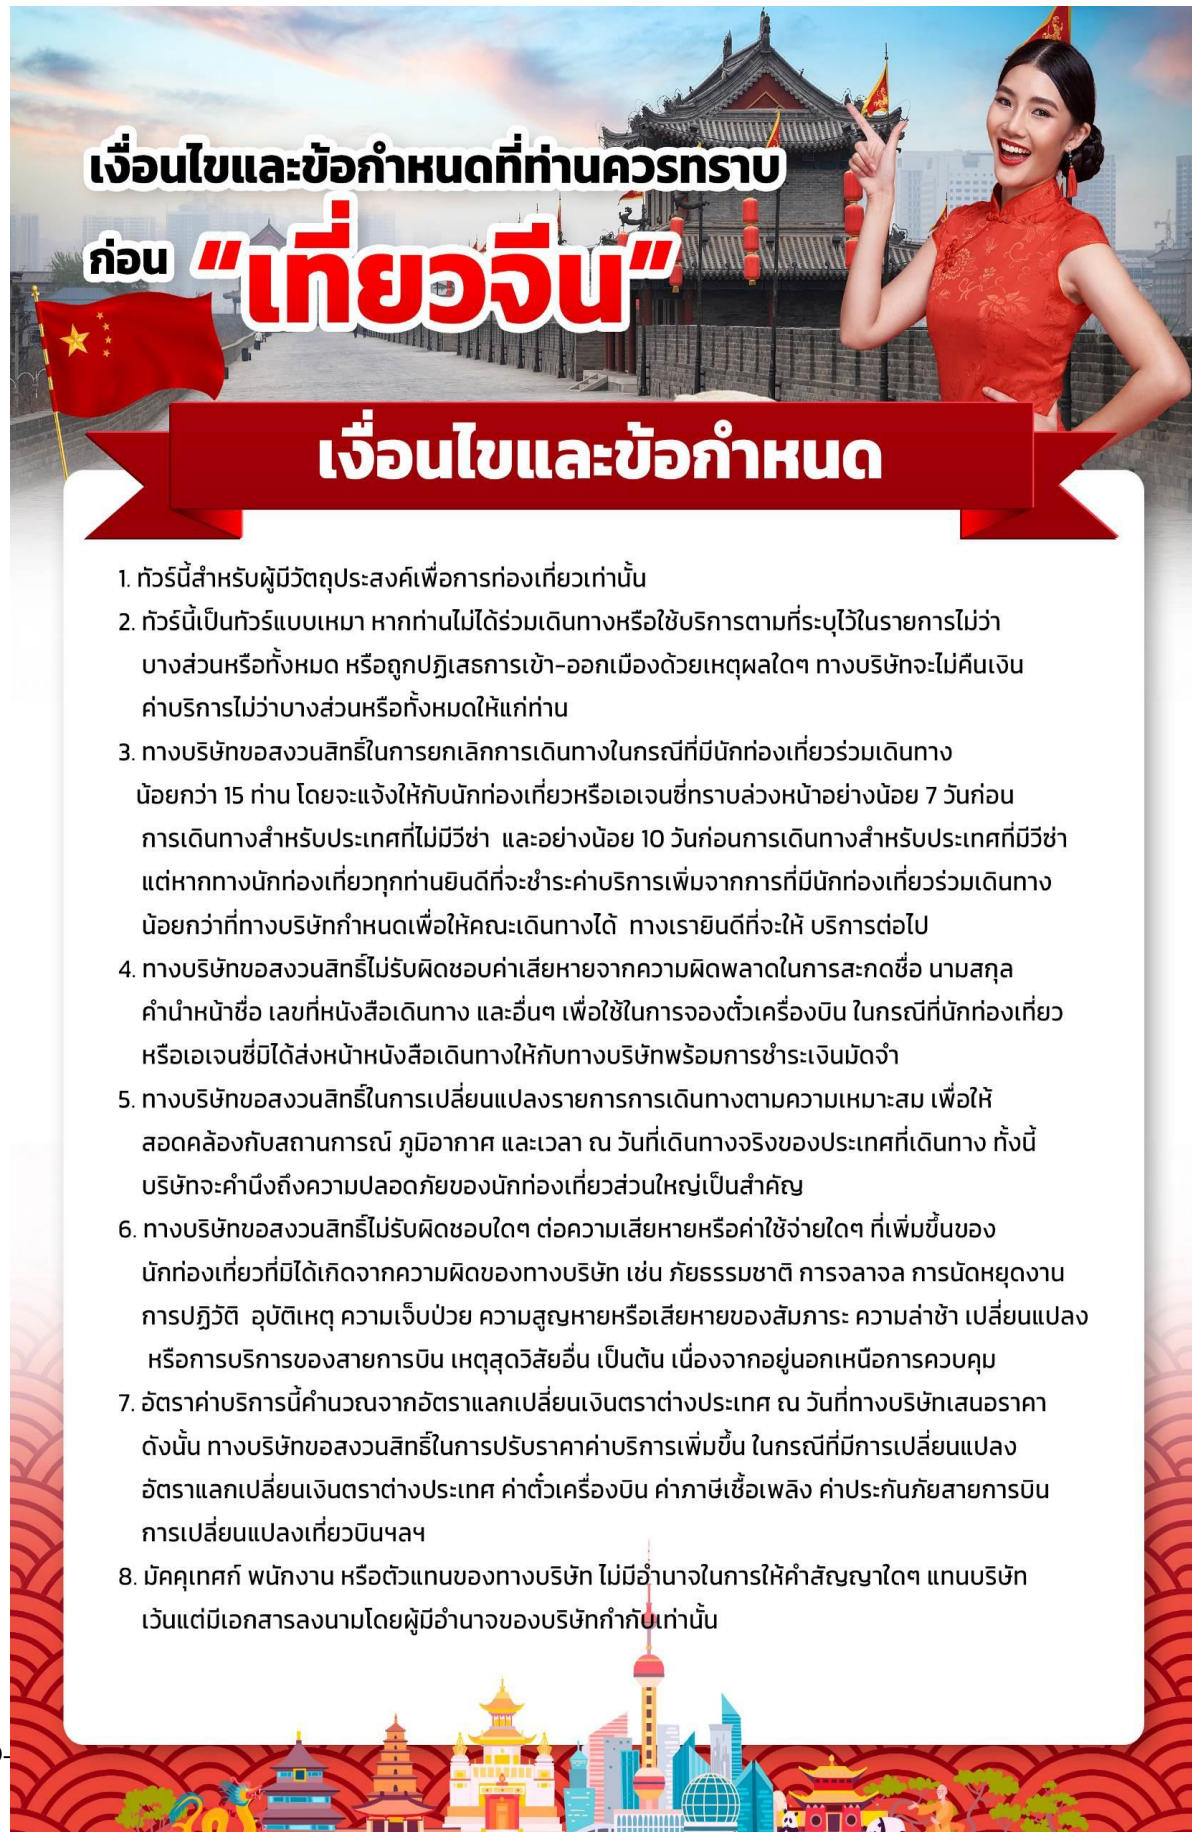 เงื่อนไขและข้อกำหนดที่ท่านควรทราบ
ก่อน "เที่ยวจีน"
เงื่อนไขและข้อกำหนด
1. ทัวร์นี้สำหรับผู้มีวัตถุประสงค์เพื่อการท่องเที่ยวเท่านั้น
2. ทัวร์นี้เป็นทัวร์แบบเหมา หากท่านไม่ได้ร่วมเดินทางหรือใช้บริการตามที่ระบุไว้ในรายการไม่ว่า
บางส่วนหรือทั้งหมด หรือถูกปฏิเสธการเข้า-ออกเมืองด้วยเหตุผลใดๆ ทางบริษัทจะไม่คืนเงิน
ค่าบริการไม่ว่าบางส่วนหรือทั้งหมดให้แก่ท่าน
3. ทางบริษัทขอสงวนสิทธิ์ในการยกเลิกการเดินทางในกรณีที่มีนักท่องเที่ยวร่วมเดินทาง
น้อยกว่า 15 ท่าน โดยจะแจ้งให้กับนักท่องเที่ยวหรือเอเจนซี่ทราบล่วงหน้าอย่างน้อย 7 วันก่อน
การเดินทางสำหรับประเทศที่ไม่มีวีซ่า และอย่างน้อย 10 วันก่อนการเดินทางสำหรับประเทศที่มีวีซ่า
แต่หากทางนักท่องเที่ยวทุกท่านยินดีที่จะชำระค่าบริการเพิ่มจากการที่มีนักท่องเที่ยวร่วมเดินทาง
น้อยกว่าที่ทางบริษัทกำหนดเพื่อให้คณะเดินทางได้ ทางเรายินดีที่จะให้ บริการต่อไป
4. ทางบริษัทขอสงวนสิทธิ์ไม่รับผิดชอบค่าเสียหายจากความผิดพลาดในการสะกดชื่อ นามสกุล
คำนำหน้าชื่อ เลขที่หนังสือเดินทาง และอื่นๆ เพื่อใช้ในการจองตั๋วเครื่องบิน ในกรณีที่นักท่องเที่ยว
หรือเอเจนซี่มิได้ส่งหน้าหนังสือเดินทางให้กับทางบริษัทพร้อมการชำระเงินมัดจำ
5. ทางบริษัทขอสงวนสิทธิ์ในการเปลี่ยนแปลงรายการการเดินทางตามความเหมาะสม เพื่อให้
สอดคล้องกับสถานการณ์ ภูมิอากาศ และเวลา ณ วันที่เดินทางจริงของประเทศที่เดินทาง ทั้งนี้
บริษัทจะคำนึงถึงความปลอดภัยของนักท่องเที่ยวส่วนใหญ่เป็นสำคัญ
6. ทางบริษัทขอสงวนสิทธิ์ไม่รับผิดชอบใดๆ ต่อความเสียหายหรือค่าใช้จ่ายใดๆ ที่เพิ่มขึ้นของ
นักท่องเที่ยวที่มิได้เกิดจากความผิดของทางบริษัท เช่น ภัยธรรมชาติ การจลาจล การนัดหยุดงาน
การปฏิวัติ อุบัติเหตุ ความเจ็บป่วย ความสูญหายหรือเสียหายของสัมภาระ ความล่าช้า เปลี่ยนแปลง
หรือการบริการของสายการบิน เหตุสุดวิสัยอื่น เป็นต้น เนื่องจากอยู่นอกเหนือการควบคุม
7. อัตราค่าบริการนี้คำนวณจากอัตราแลกเปลี่ยนเงินตราต่างประเทศ ณ วันที่ทางบริษัทเสนอราคา
ดังนั้น ทางบริษัทขอสงวนสิทธิ์ในการปรับราคาค่าบริการเพิ่มขึ้น ในกรณีที่มีการเปลี่ยนแปลง
อัตราแลกเปลี่ยนเงินตราต่างประเทศ ค่าตั๋วเครื่องบิน ค่าภาษีเชื้อเพลิง ค่าประกันภัยสายการบิน
การเปลี่ยนแปลงเที่ยวบินฯลฯ
8. มัคคุเทศก์ พนักงาน หรือตัวแทนของทางบริษัท ไม่มีอำนาจในการให้คำสัญญาใดๆ แทนบริษัท
เว้นแต่มีเอกสารลงนามโดยผู้มีอำนาจของบริษัทกำกับเท่านั้น